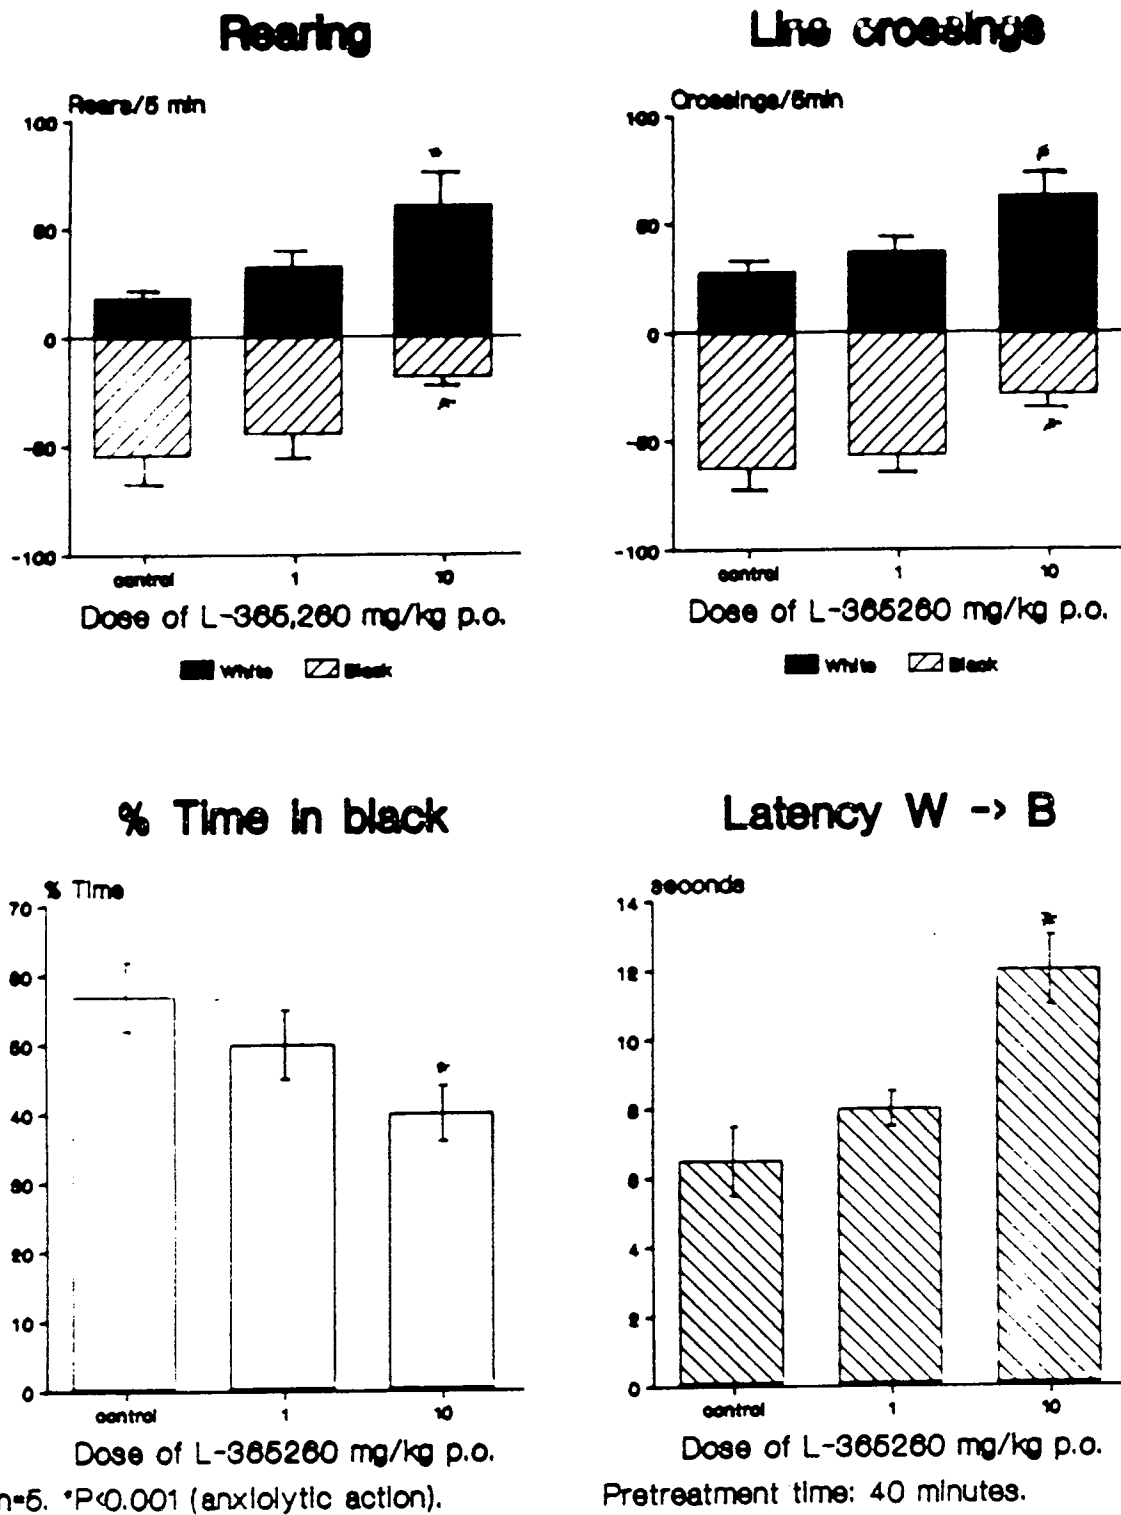 Rearing
Rears/5 min
100
50
0
-50
-100
control 1 10
Dose of L-365,260 mg/kg p.o.
White Black
Line crossings
Crossings/5min
100
50
0
-50
-100
control 1 10
Dose of L-365260 mg/kg p.o.
White Black
% Time in black
% Time
70
60
50
40
30
20
10
0
control 1 10
Dose of L-365260 mg/kg p.o.
n=5. *P<0.001 (anxiolytic action).
Latency W -> B
seconds
14
12
10
8
6
4
2
0
control 1 10
Dose of L-365260 mg/kg p.o.
Pretreatment time: 40 minutes.